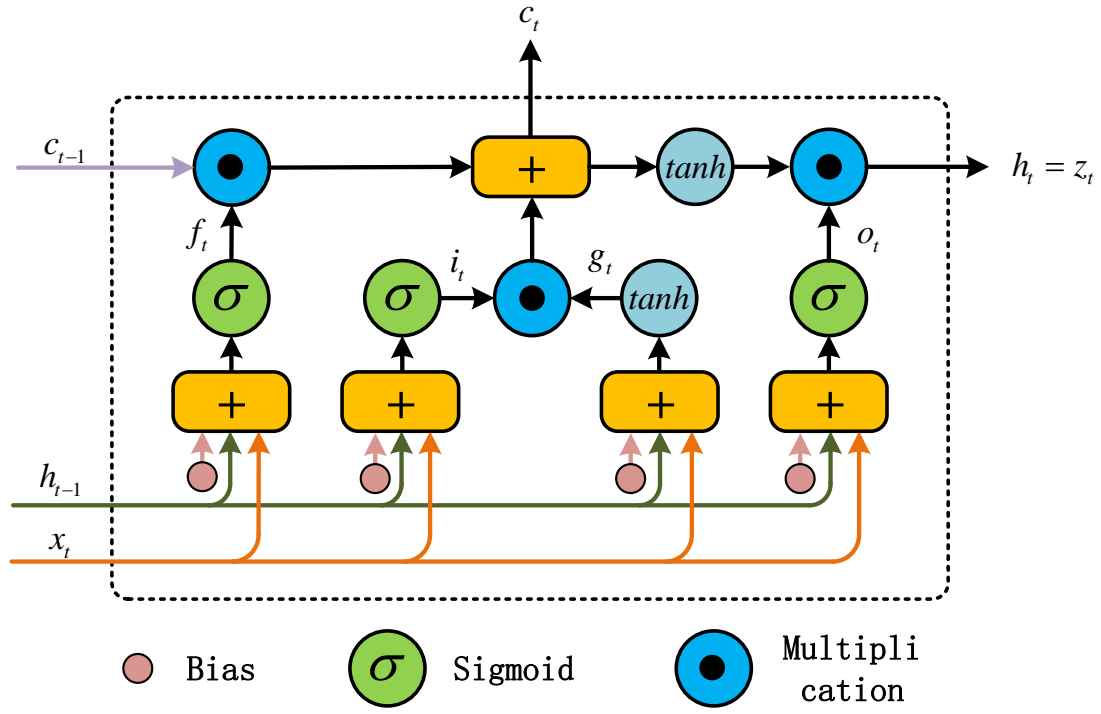 c_t
c_{t-1}
+
tanh
h_t = z_t
f_t
i_t
g_t
o_t
σ
σ
tanh
σ
+
+
+
+
h_{t-1}
x_t
Bias
σ
Sigmoid
Multipli
cation